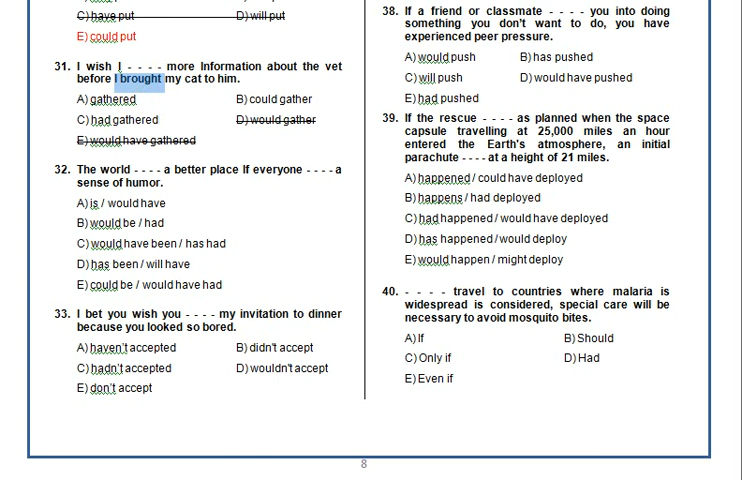 C) have put D) will put
E) could put
31. I wish I - - - - more Information about the vet
before I brought my cat to him.
A) gathered B) could gather
C) had gathered D) would gather
E) would have gathered
32. The world - - - - a better place If everyone - - - - a
sense of humor.
A) is / would have
B) would be / had
C) would have been / has had
D) has been / will have
E) could be / would have had
33. I bet you wish you - - - - my invitation to dinner
because you looked so bored.
A) haven't accepted B) didn't accept
C) hadn't accepted D) wouldn't accept
E) don't accept
38. If a friend or classmate - - - - you into doing
something you don't want to do, you have
experienced peer pressure.
A) would push B) has pushed
C) will push D) would have pushed
E) had pushed
39. If the rescue - - - - as planned when the space
capsule travelling at 25,000 miles an hour
entered the Earth's atmosphere, an initial
parachute - - - - at a height of 21 miles.
A) happened / could have deployed
B) happens / had deployed
C) had happened / would have deployed
D) has happened / would deploy
E) would happen / might deploy
40. - - - - travel to countries where malaria is
widespread is considered, special care will be
necessary to avoid mosquito bites.
A) If B) Should
C) Only if D) Had
E) Even if
8